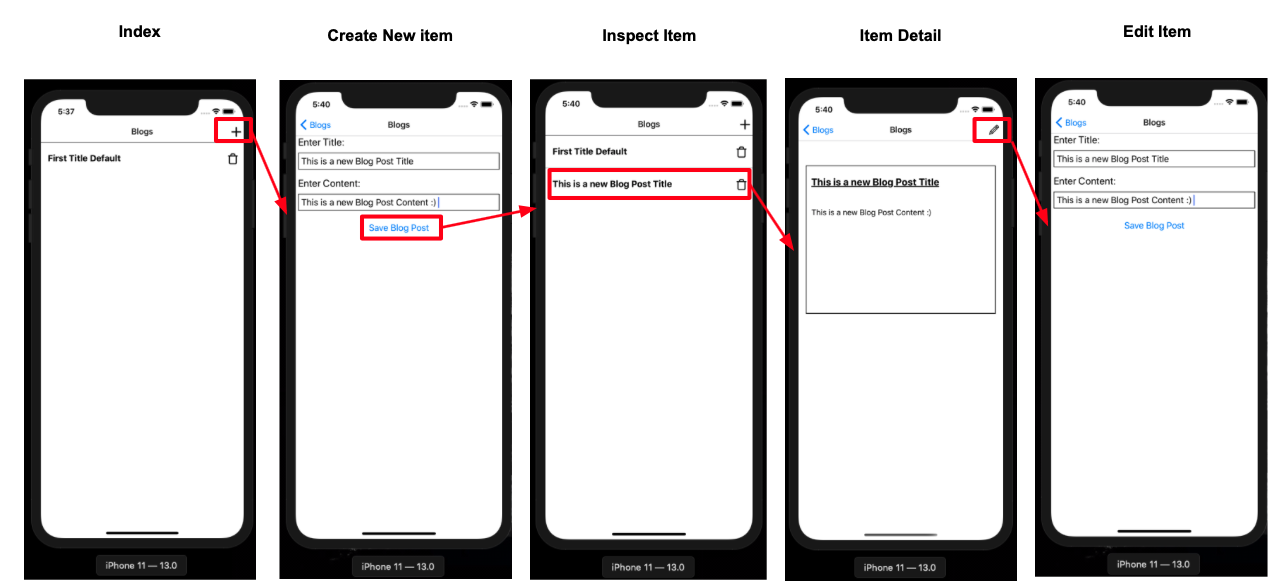 Index
Create New item
Inspect Item
Item Detail
Edit Item
5:37
Blogs
First Title Default
iPhone 11 — 13.0
5:40
Blogs
Blogs
Enter Title:
This is a new Blog Post Title
Enter Content:
This is a new Blog Post Content :)
Save Blog Post
iPhone 11 — 13.0
5:40
Blogs
First Title Default
This is a new Blog Post Title
iPhone 11 — 13.0
5:40
Blogs
Blogs
This is a new Blog Post Title
This is a new Blog Post Content :)
iPhone 11 — 13.0
5:40
Blogs
Blogs
Enter Title:
This is a new Blog Post Title
Enter Content:
This is a new Blog Post Content :)
Save Blog Post
iPhone 11 — 13.0